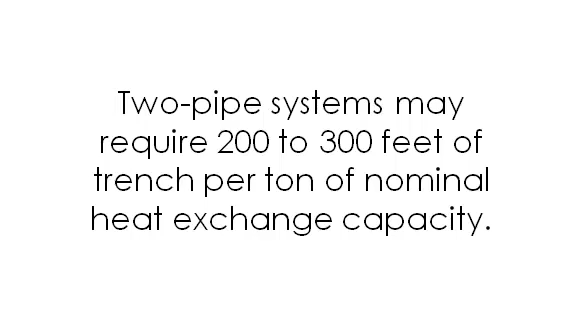 Two-pipe systems may
require 200 to 300 feet of
trench per ton of nominal
heat exchange capacity.